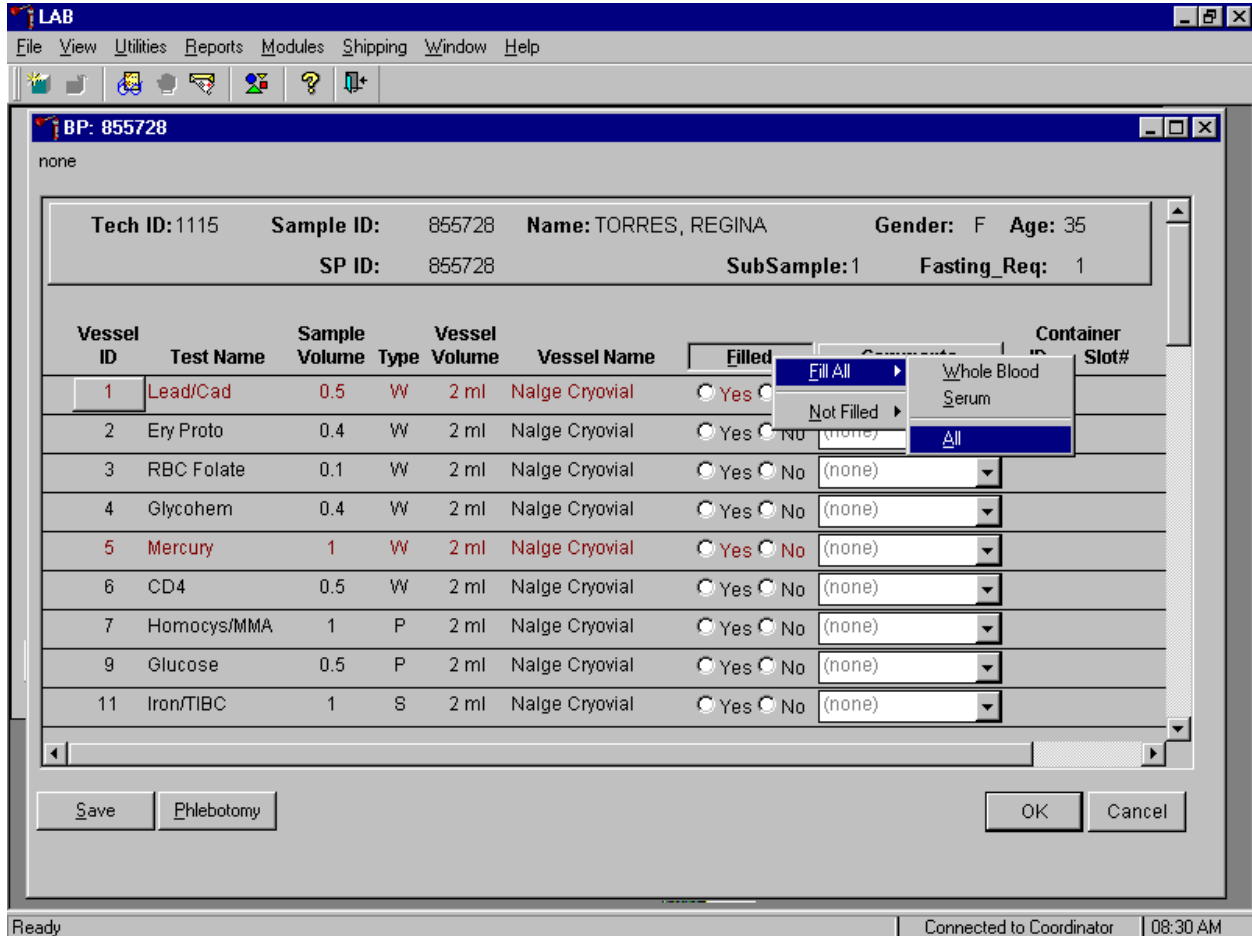 LAB
File View Utilities Reports Modules Shipping Window Help
BP: 855728
none
Tech ID: 1115 Sample ID: 855728 Name: TORRES, REGINA Gender: F Age: 35
SP ID: 855728 SubSample: 1 Fasting_Req: 1
Vessel Sample Vessel Container
ID Test Name Volume Type Volume Vessel Name Filled Comments ID Slot#
Fill All Whole Blood
Serum
Not Filled
All
1 Lead/Cad 0.5 W 2 ml Nalge Cryovial Yes
2 Ery Proto 0.4 W 2 ml Nalge Cryovial Yes No (none)
3 RBC Folate 0.1 W 2 ml Nalge Cryovial Yes No (none)
4 Glycohem 0.4 W 2 ml Nalge Cryovial Yes No (none)
5 Mercury 1 W 2 ml Nalge Cryovial Yes No (none)
6 CD4 0.5 W 2 ml Nalge Cryovial Yes No (none)
7 Homocys/MMA 1 P 2 ml Nalge Cryovial Yes No (none)
9 Glucose 0.5 P 2 ml Nalge Cryovial Yes No (none)
11 Iron/TIBC 1 S 2 ml Nalge Cryovial Yes No (none)
Save Phlebotomy OK Cancel
Ready Connected to Coordinator 08:30 AM